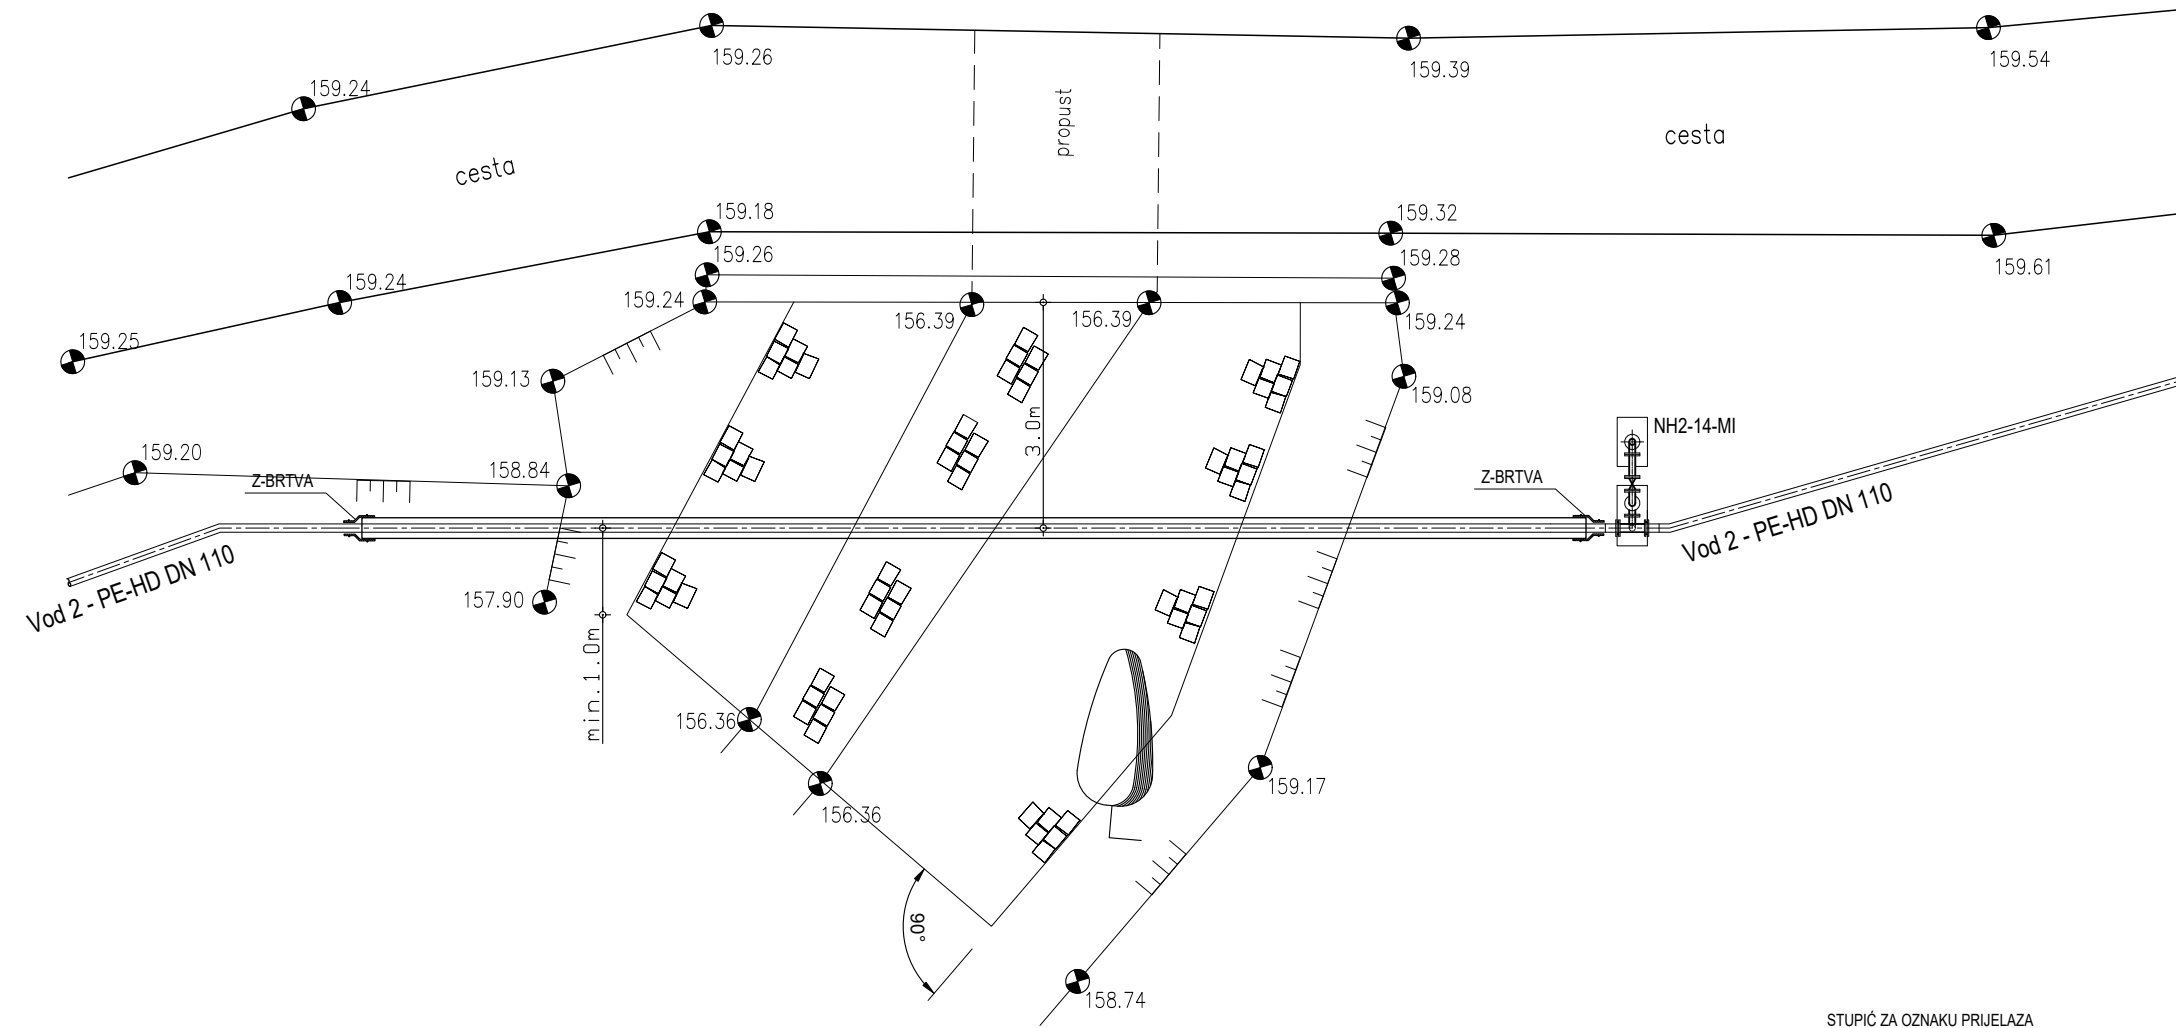 159.26
159.39
159.54
159.24
propust
cesta
cesta
159.18
159.32
159.26
159.28
159.61
159.24
159.24
156.39
156.39
159.24
159.25
159.13
159.08
3.0m
NH2-14-MI
159.20
158.84
Z-BRTVA
Z-BRTVA
Vod 2 - PE-HD DN 110
Vod 2 - PE-HD DN 110
157.90
min.1.0m
156.36
159.17
156.36
90°
158.74
STUPIĆ ZA OZNAKU PRIJELAZA